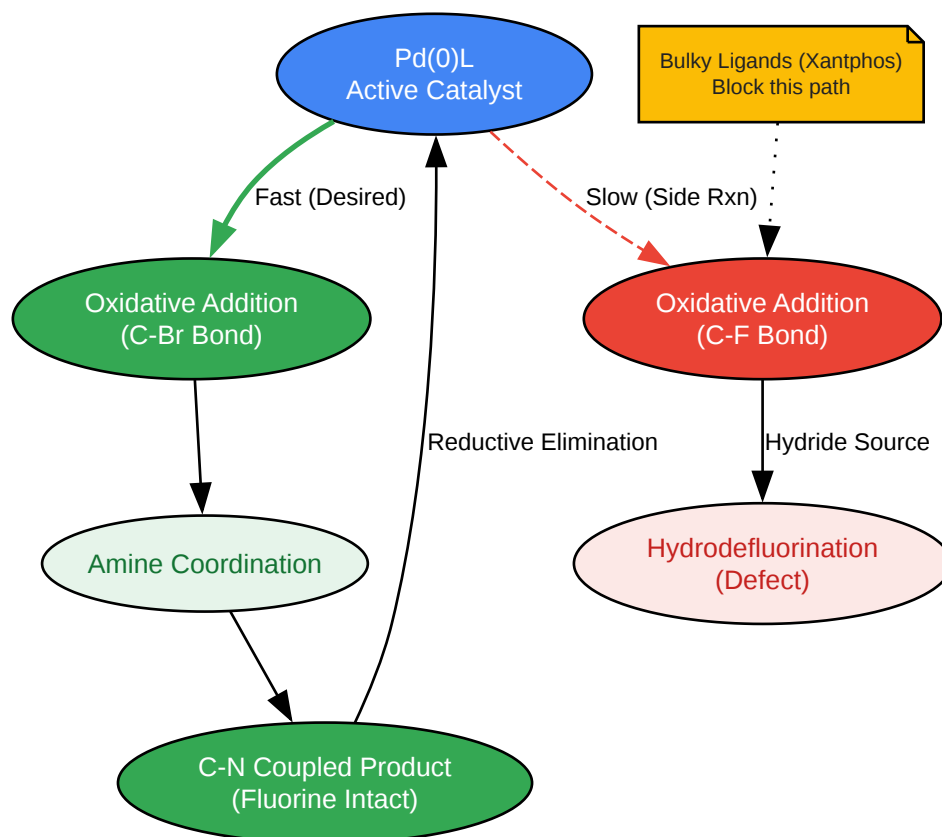 Pd(0)L
Active Catalyst
Bulky Ligands (Xantphos)
Block this path
Fast (Desired)
Slow (Side Rxn)
Oxidative Addition
(C-Br Bond)
Oxidative Addition
(C-F Bond)
Reductive Elimination
Hydride Source
Amine Coordination
Hydrodefluorination
(Defect)
C-N Coupled Product
(Fluorine Intact)